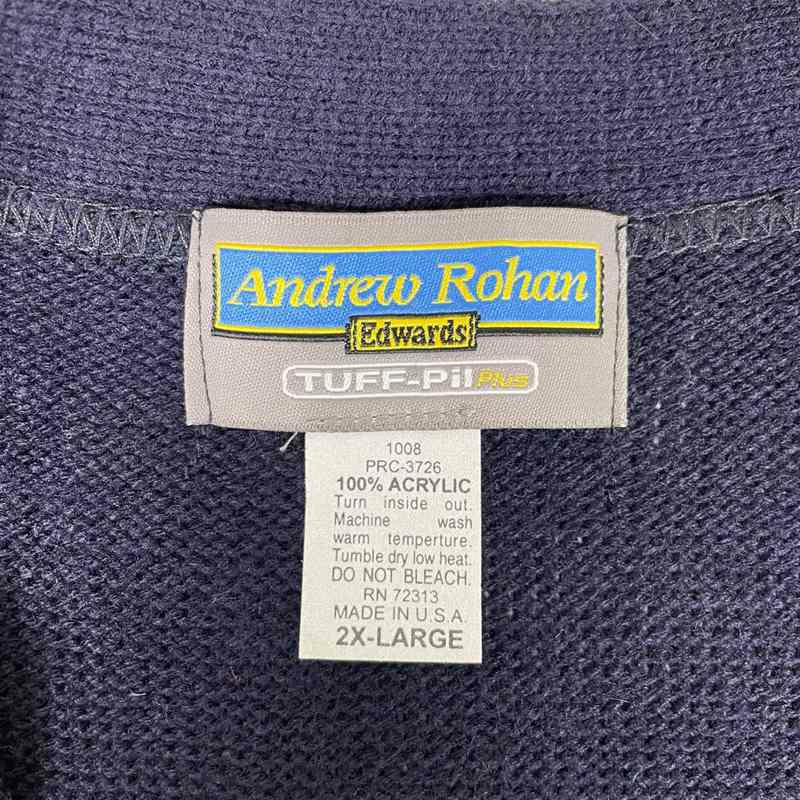 Andrew Rohan
Edwards
TUFF-Pil Plus
1008
PRC-3726
100% ACRYLIC
Turn inside out.
Machine wash
warm temperture.
Tumble dry low heat.
DO NOT BLEACH.
RN 72313
MADE IN U.S.A.
2X-LARGE